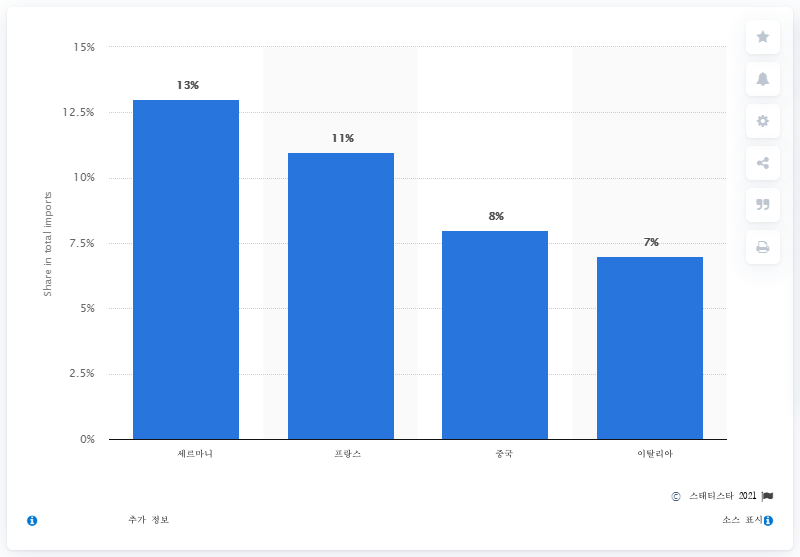 15%
12.5%
10%
7.5%
5%
2.5%
0%
Share in total imports
13%
11%
8%
7%
제르마니
프랑스
중국
이탈리아
© 스태티스타 2021
추가 정보
소스 표시